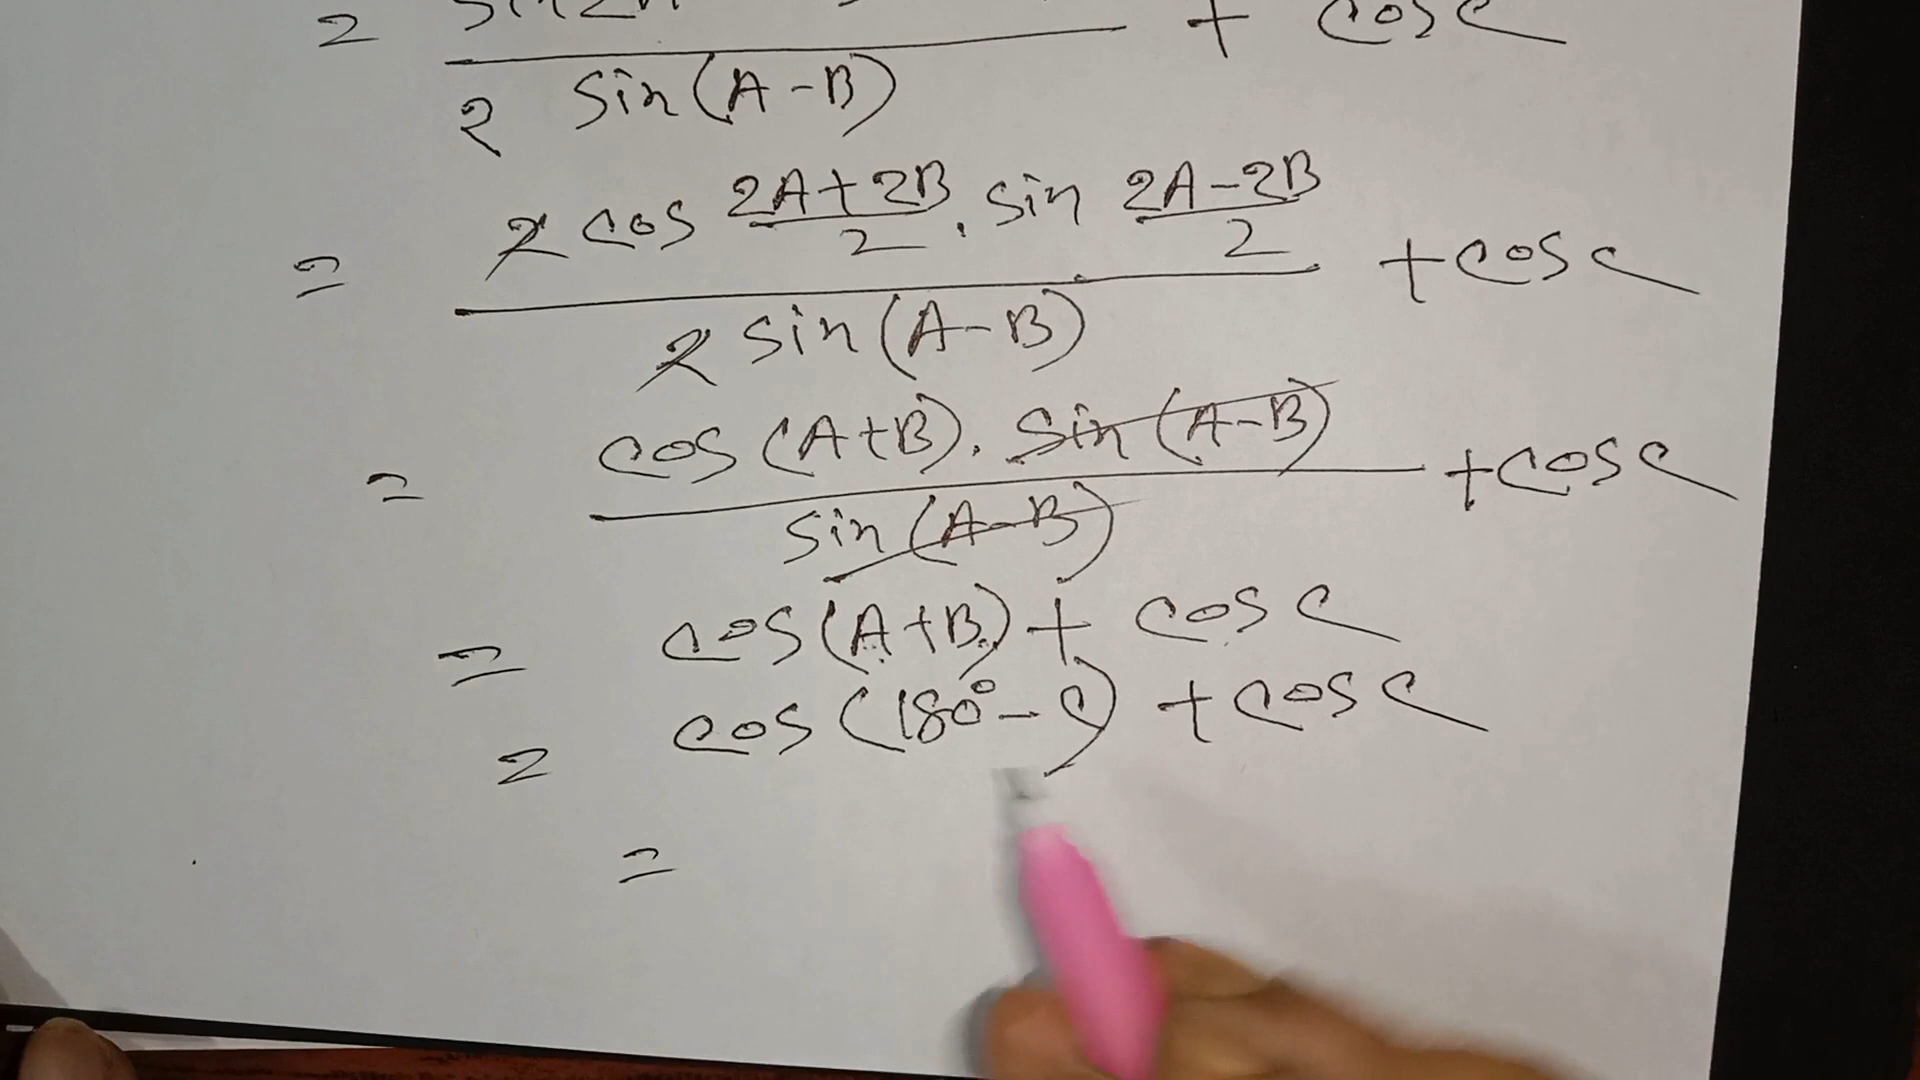 = + cos C
2 sin(A-B)
= 2 cos (2A+2B)/2 . sin (2A-2B)/2 + cos C
2 sin(A-B)
= cos(A+B). sin(A-B) + cos C
sin(A-B)
= cos(A+B) + cos C
= cos(180°-C) + cos C
=